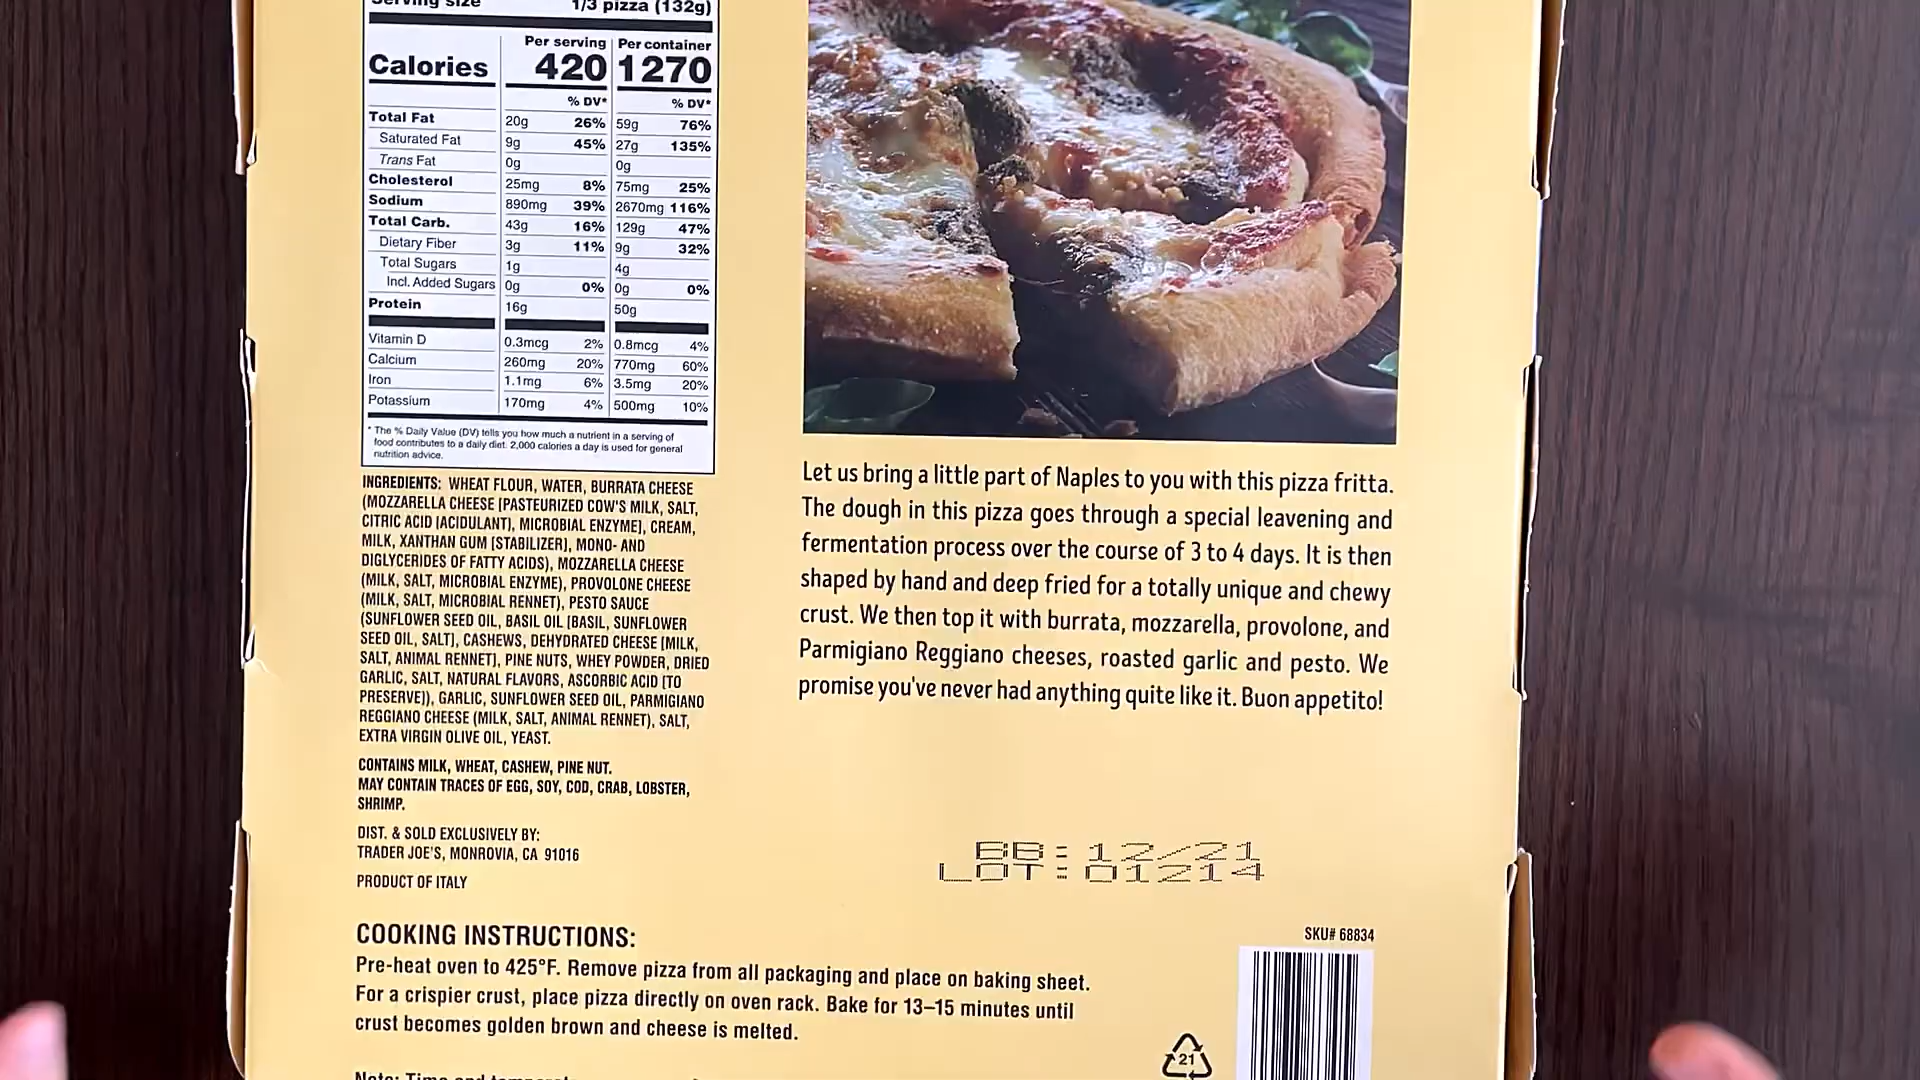 Serving size 1/3 pizza (132g)
Per serving Per container
Calories 420 1270
% DV* % DV*
Total Fat 20g 26% 59g 76%
Saturated Fat 9g 45% 27g 135%
Trans Fat 0g 0g
Cholesterol 25mg 8% 75mg 25%
Sodium 890mg 39% 2670mg 116%
Total Carb. 43g 16% 129g 47%
Dietary Fiber 3g 11% 9g 32%
Total Sugars 1g 4g
Incl. Added Sugars 0g 0% 0g 0%
Protein 16g 50g
Vitamin D 0.3mcg 2% 0.8mcg 4%
Calcium 260mg 20% 770mg 60%
Iron 1.1mg 6% 3.5mg 20%
Potassium 170mg 4% 500mg 10%
* The % Daily Value (DV) tells you how much a nutrient in a serving of
food contributes to a daily diet. 2,000 calories a day is used for general
nutrition advice.
INGREDIENTS: WHEAT FLOUR, WATER, BURRATA CHEESE
(MOZZARELLA CHEESE [PASTEURIZED COW'S MILK, SALT,
CITRIC ACID (ACIDULANT), MICROBIAL ENZYME], CREAM,
MILK, XANTHAN GUM [STABILIZER], MONO- AND
DIGLYCERIDES OF FATTY ACIDS), MOZZARELLA CHEESE
(MILK, SALT, MICROBIAL ENZYME), PROVOLONE CHEESE
(MILK, SALT, MICROBIAL RENNET), PESTO SAUCE
(SUNFLOWER SEED OIL, BASIL OIL [BASIL, SUNFLOWER
SEED OIL, SALT], CASHEWS, DEHYDRATED CHEESE [MILK,
SALT, ANIMAL RENNET], PINE NUTS, WHEY POWDER, DRIED
GARLIC, SALT, NATURAL FLAVORS, ASCORBIC ACID [TO
PRESERVE]), GARLIC, SUNFLOWER SEED OIL, PARMIGIANO
REGGIANO CHEESE (MILK, SALT, ANIMAL RENNET), SALT,
EXTRA VIRGIN OLIVE OIL, YEAST.
CONTAINS MILK, WHEAT, CASHEW, PINE NUT.
MAY CONTAIN TRACES OF EGG, SOY, COD, CRAB, LOBSTER,
SHRIMP.
DIST. & SOLD EXCLUSIVELY BY:
TRADER JOE'S, MONROVIA, CA 91016
PRODUCT OF ITALY
Let us bring a little part of Naples to you with this pizza fritta.
The dough in this pizza goes through a special leavening and
fermentation process over the course of 3 to 4 days. It is then
shaped by hand and deep fried for a totally unique and chewy
crust. We then top it with burrata, mozzarella, provolone, and
Parmigiano Reggiano cheeses, roasted garlic and pesto. We
promise you've never had anything quite like it. Buon appetito!
BB: 12/21
LOT: 01214
COOKING INSTRUCTIONS:
Pre-heat oven to 425°F. Remove pizza from all packaging and place on baking sheet.
For a crispier crust, place pizza directly on oven rack. Bake for 13–15 minutes until
crust becomes golden brown and cheese is melted.
Note: Time and
SKU# 68834
21